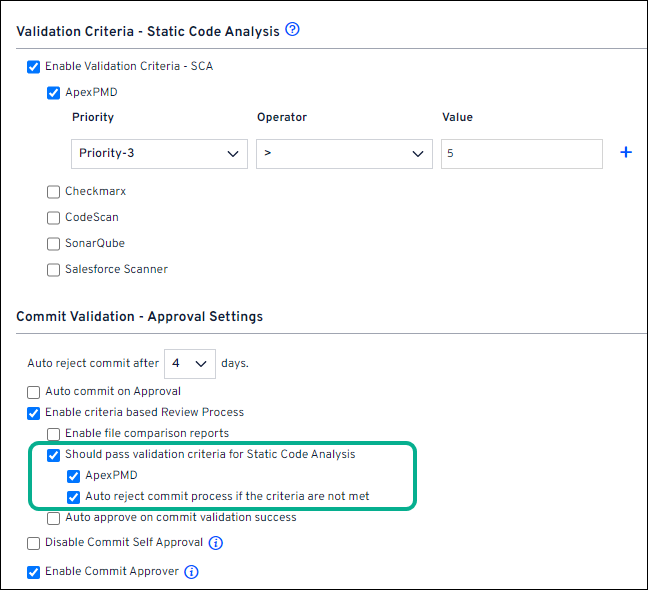 Validation Criteria - Static Code Analysis ?
Enable Validation Criteria - SCA
ApexPMD
Priority Operator Value
Priority-3 > 5 +
Checkmarx
CodeScan
SonarQube
Salesforce Scanner
Commit Validation - Approval Settings
Auto reject commit after 4 days.
Auto commit on Approval
Enable criteria based Review Process
Enable file comparison reports
Should pass validation criteria for Static Code Analysis
ApexPMD
Auto reject commit process if the criteria are not met
Auto approve on commit validation success
Disable Commit Self Approval i
Enable Commit Approver i